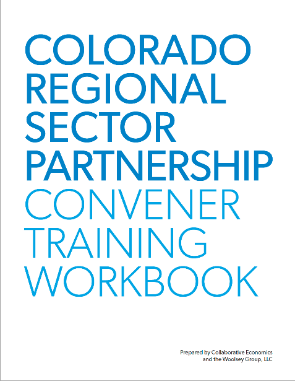 COLORADO
REGIONAL
SECTOR
PARTNERSHIP
CONVENER
TRAINING
WORKBOOK
Prepared by Collaborative Economics
and the Woolsey Group, LLC